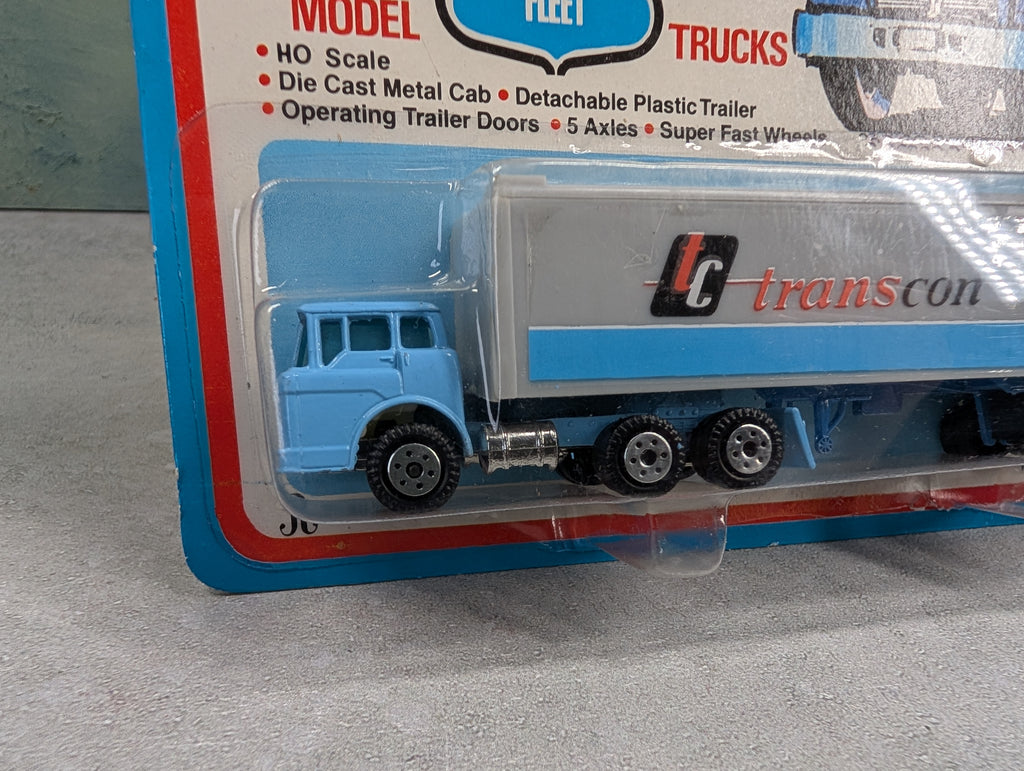 MODEL
FLEET
TRUCKS
• HO Scale
• Die Cast Metal Cab • Detachable Plastic Trailer
• Operating Trailer Doors • 5 Axles • Super Fast Wheels
tc transcon